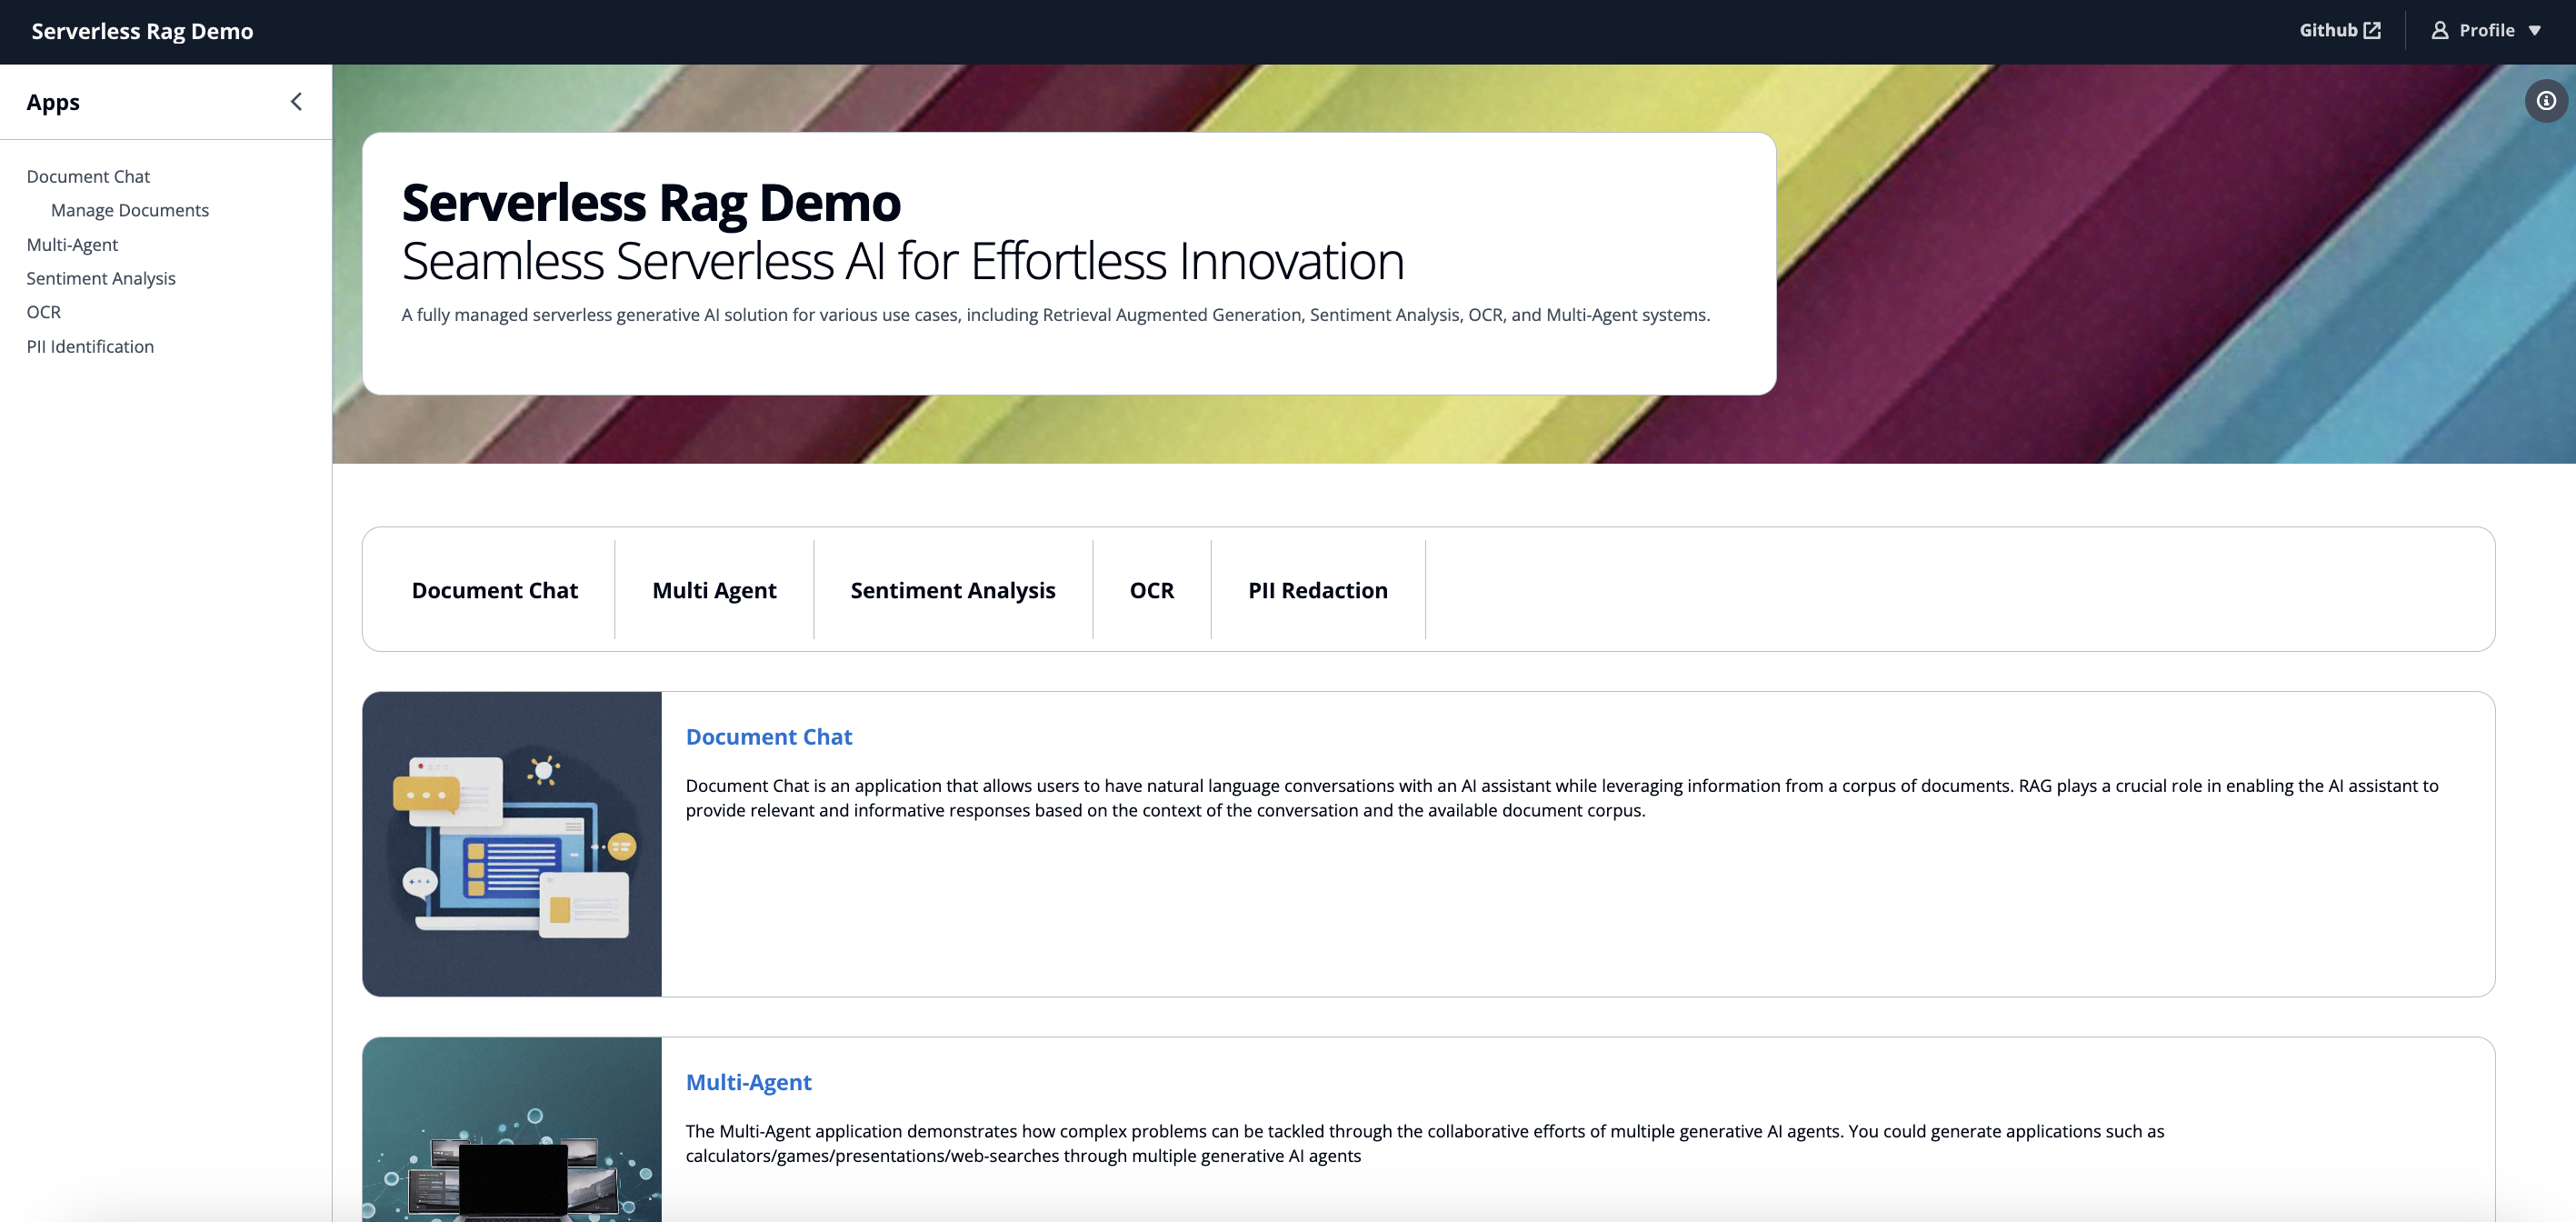 Serverless Rag Demo
Github
Profile
Apps
Document Chat
Manage Documents
Multi-Agent
Sentiment Analysis
OCR
PII Identification
Serverless Rag Demo
Seamless Serverless AI for Effortless Innovation
A fully managed serverless generative AI solution for various use cases, including Retrieval Augmented Generation, Sentiment Analysis, OCR, and Multi-Agent systems.
Document Chat
Multi Agent
Sentiment Analysis
OCR
PII Redaction
Document Chat
Document Chat is an application that allows users to have natural language conversations with an AI assistant while leveraging information from a corpus of documents. RAG plays a crucial role in enabling the AI assistant to
provide relevant and informative responses based on the context of the conversation and the available document corpus.
Multi-Agent
The Multi-Agent application demonstrates how complex problems can be tackled through the collaborative efforts of multiple generative AI agents. You could generate applications such as
calculators/games/presentations/web-searches through multiple generative AI agents